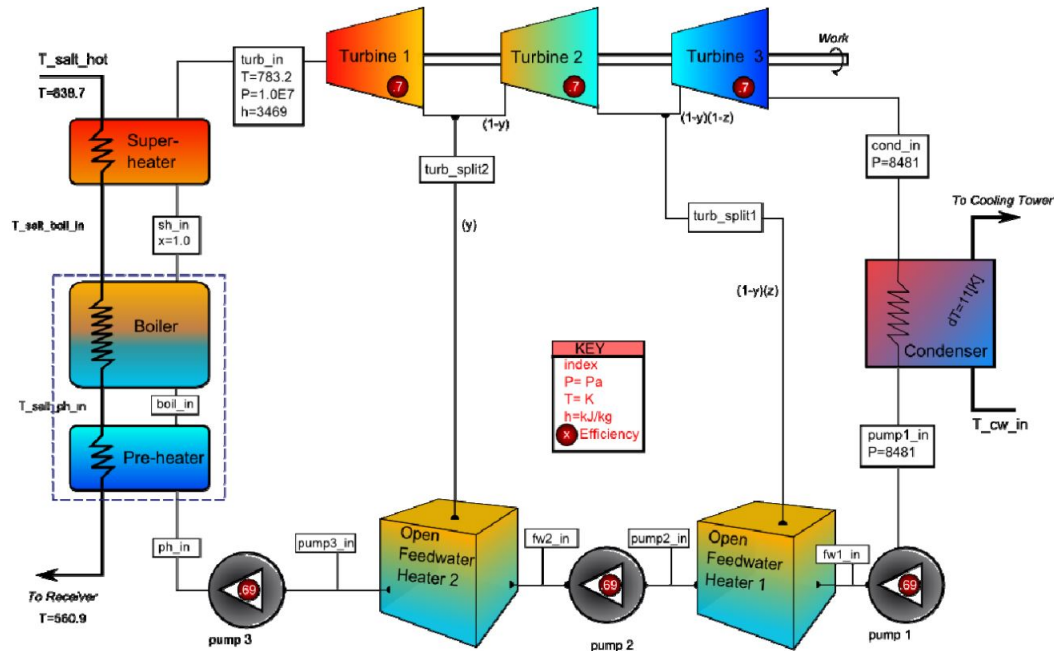 T_salt_hot
T=838.7
Super-
heater
T_salt_boil_in
sh_in
x=1.0
Boiler
T_salt_ph_in
boil_in
Pre-heater
ph_in
To Receiver
T=560.9
turb_in
T=783.2
P=1.0E7
h=3469
Turbine 1
.7
Turbine 2
.7
Turbine 3
.7
Work
(1-y)
(1-y)(1-z)
turb_split2
(y)
turb_split1
(1-y)(z)
cond_in
P=8481
To Cooling Tower
dT=11[K]
Condenser
T_cw_in
pump1_in
P=8481
KEY
index
P= Pa
T= K
h=kJ/kg
x Efficiency
pump3_in
.69
pump 3
Open
Feedwater
Heater 2
fw2_in
.69
pump 2
pump2_in
Open
Feedwater
Heater 1
fw1_in
.69
pump 1